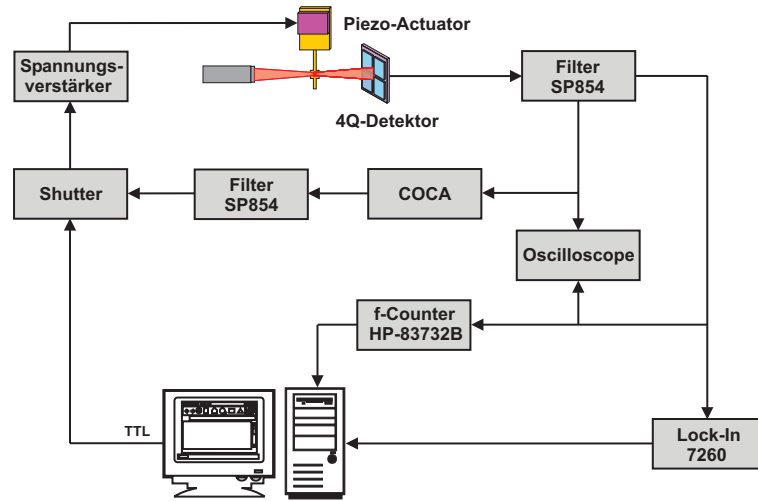 Piezo-Actuator
Spannungs-
verstärker
Filter
SP854
4Q-Detektor
Shutter
Filter
SP854
COCA
Oscilloscope
f-Counter
HP-83732B
TTL
Lock-In
7260